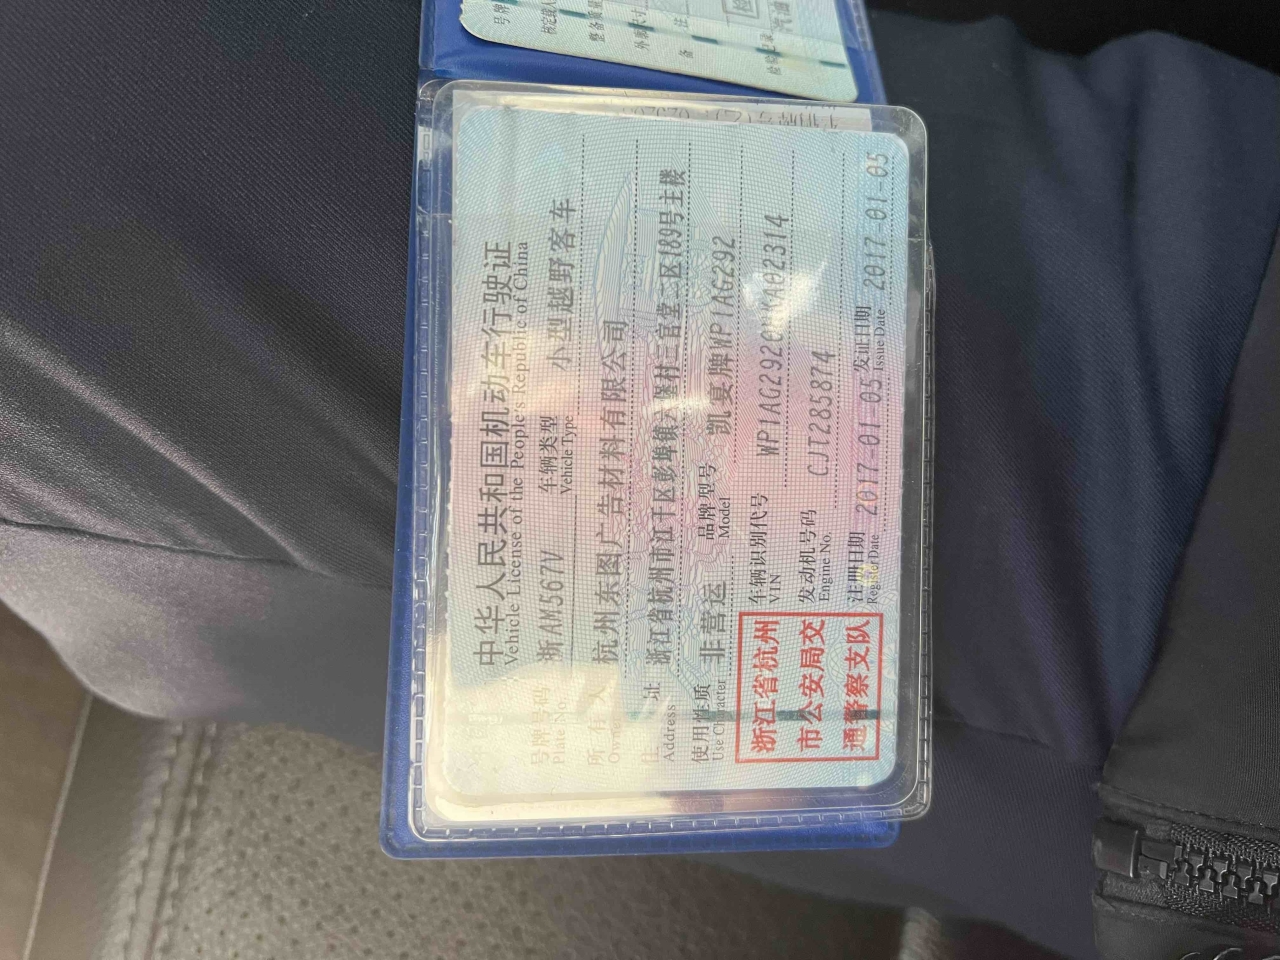 中华人民共和国机动车行驶证
Vehicle License of the People's Republic of China
号牌号码 浙AM567V 车辆类型 小型越野客车
Plate No. Vehicle Type
所有人 杭州东图广告材料有限公司
住址 浙江省杭州市江干区彭埠镇六堡村三官堂二区189号主楼
Address
使用性质 非营运 品牌型号 凯宴牌WP1AG292
Use Character Model
浙江省杭州
市公安局交
通警察支队
车辆识别代号
VIN
发动机号码 CJT285874
Engine No.
注册日期 2017-01-05 发证日期 2017-01-05
Register Date Issue Date